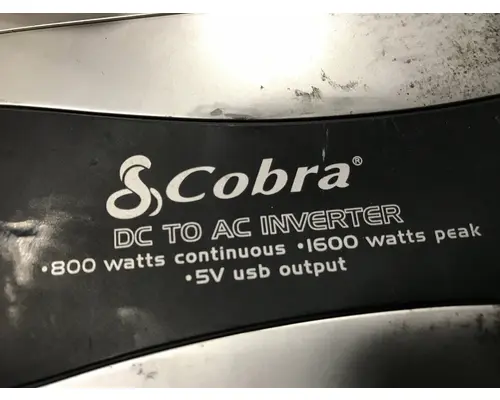 Cobra®
DC TO AC INVERTER
•800 watts continuous •1600 watts peak
•5V usb output